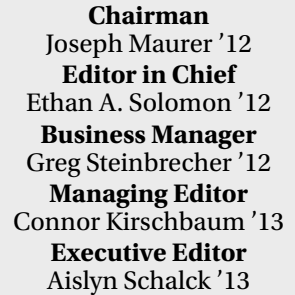 Chairman
Joseph Maurer ’12
Editor in Chief
Ethan A. Solomon ’12
Business Manager
Greg Steinbrecher ’12
Managing Editor
Connor Kirschbaum ’13
Executive Editor
Aislyn Schalck ’13